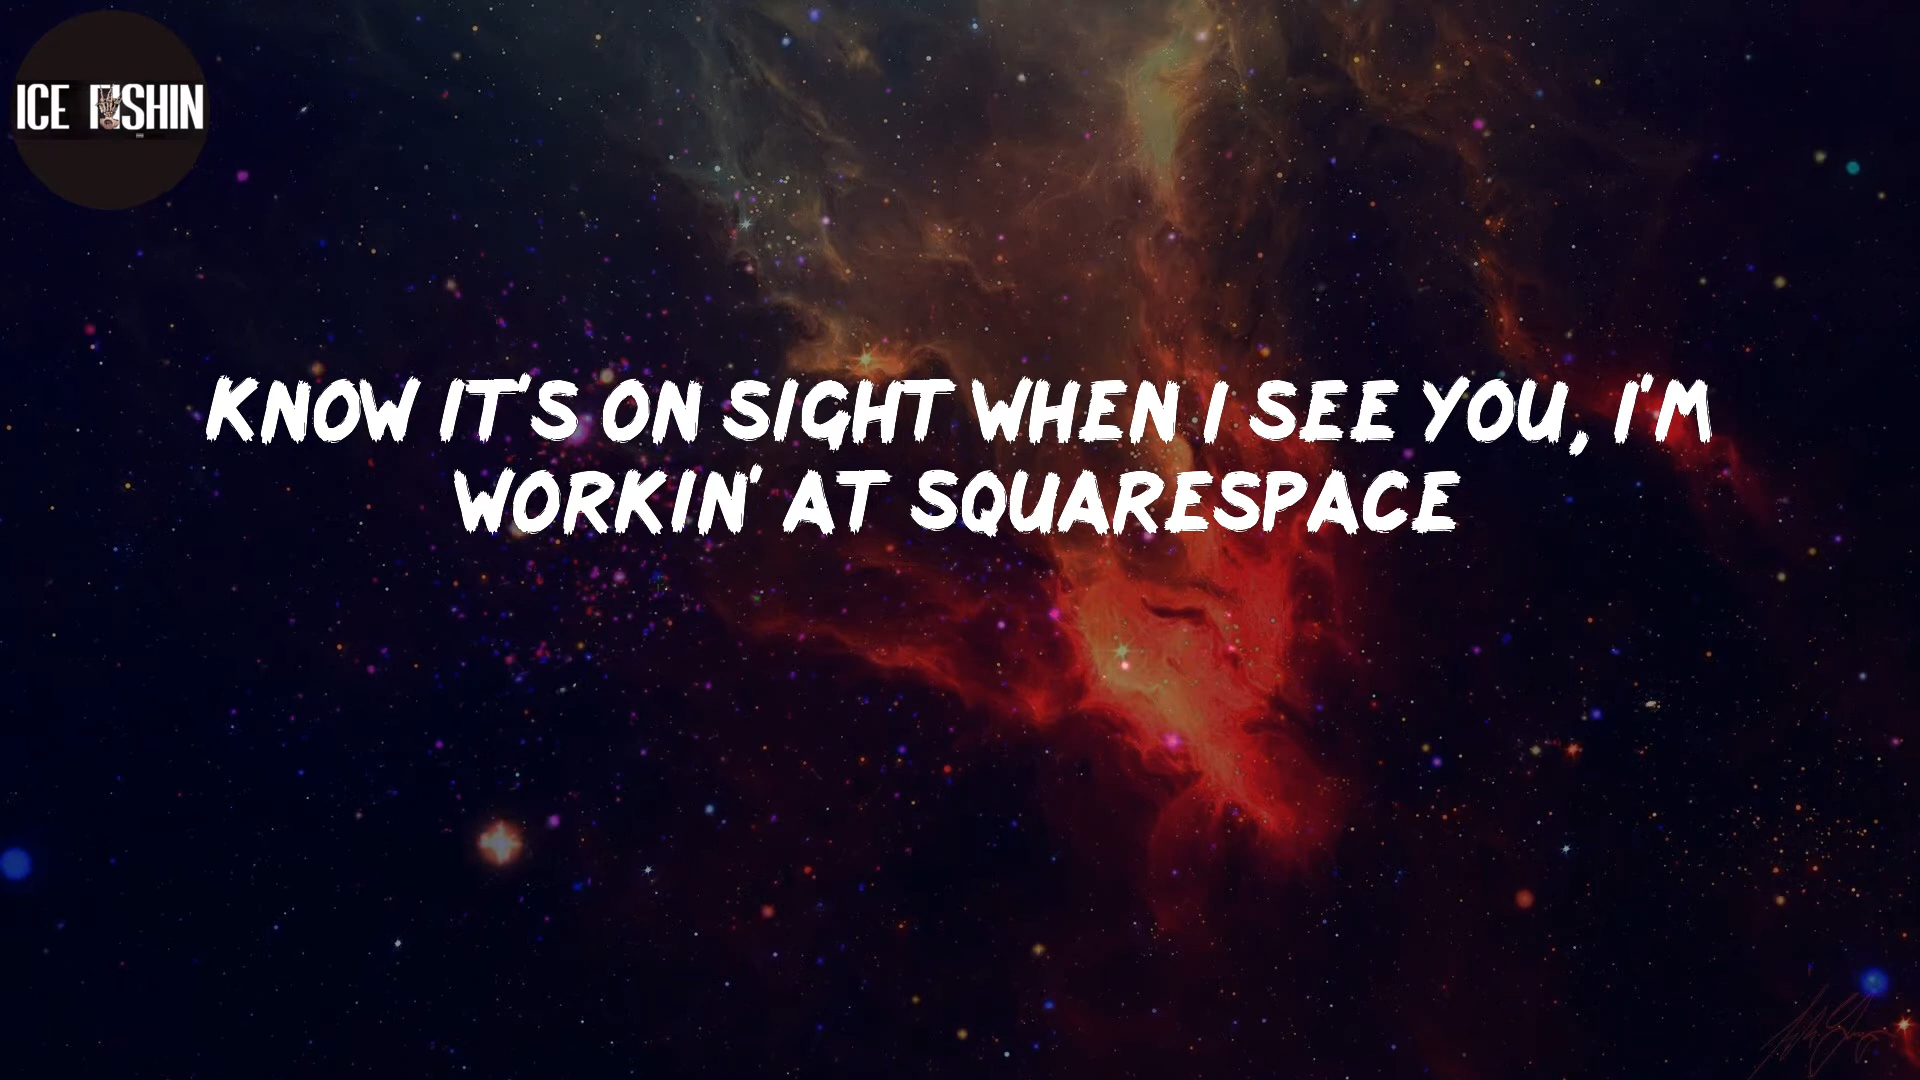 ICE FISHIN
KNOW IT'S ON SIGHT WHEN I SEE YOU, I'M
WORKIN' AT SQUARESPACE